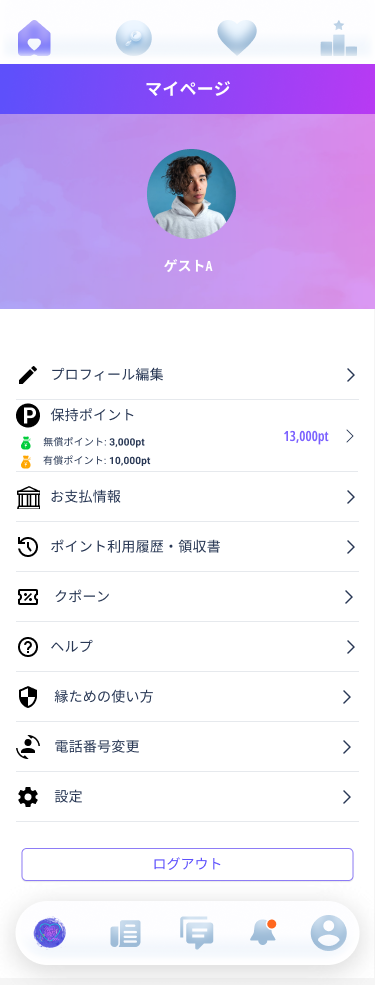 マイページ
ゲストA
プロフィール編集
P 保持ポイント
無償ポイント: 3,000pt
13,000pt
有償ポイント: 10,000pt
お支払情報
ポイント利用履歴・領収書
クポーン
ヘルプ
縁ための使い方
電話番号変更
設定
ログアウト